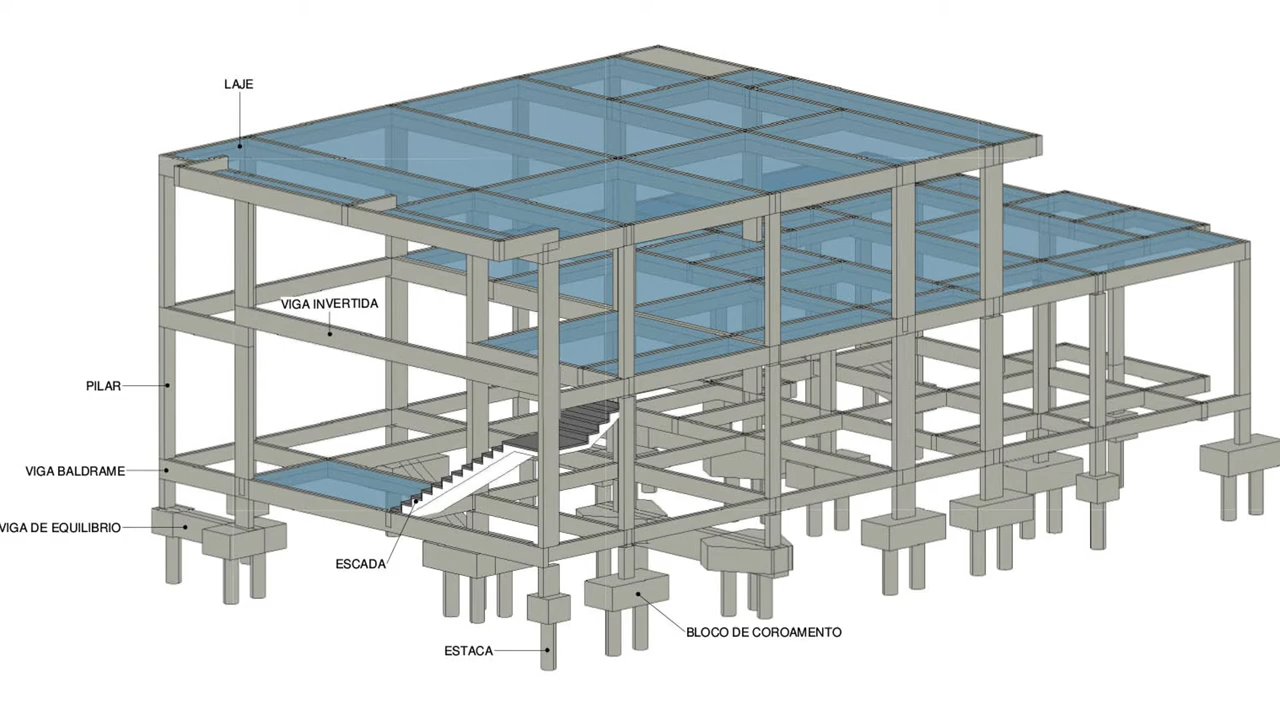 LAJE
VIGA INVERTIDA
PILAR
VIGA BALDRAME
VIGA DE EQUILIBRIO
ESCADA
BLOCO DE COROAMENTO
ESTACA